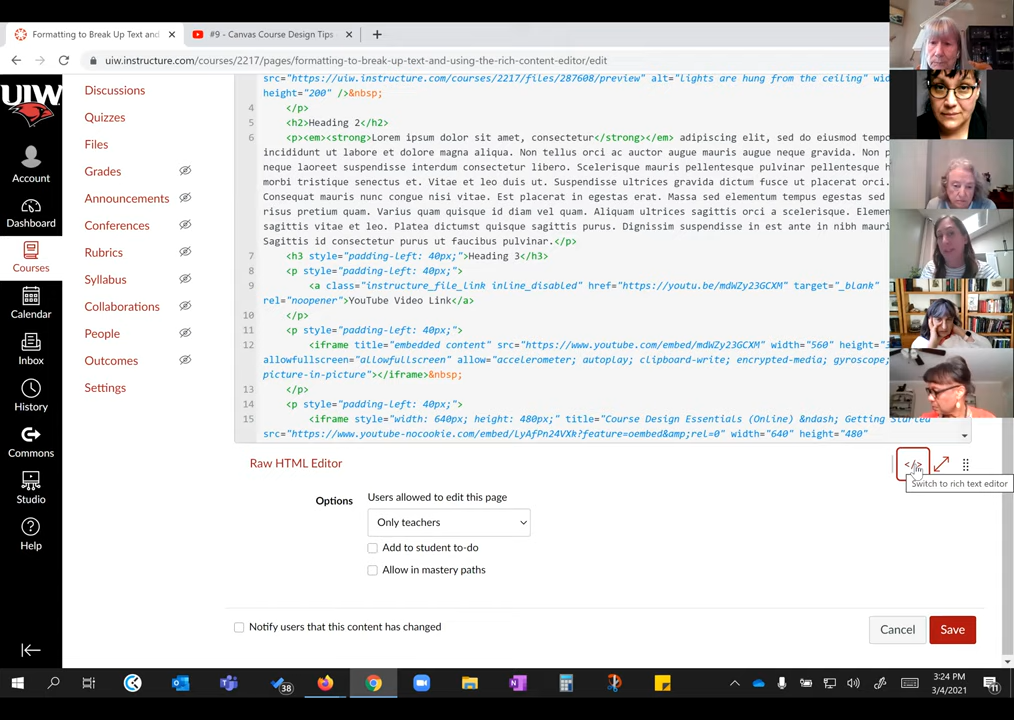 Formatting to Break Up Text and
#9 - Canvas Course Design Tips
uiw.instructure.com/courses/2217/pages/formatting-to-break-up-text-and-using-the-rich-content-editor/edit
UIW
Account
Dashboard
Courses
Calendar
Inbox
History
Commons
Studio
Help
Discussions
Quizzes
Files
Grades
Announcements
Conferences
Rubrics
Syllabus
Collaborations
People
Outcomes
Settings
src="https://uiw.instructure.com/courses/2217/files/287608/preview" alt="lights are hung from the ceiling" wid
height="200" />&nbsp;
4 </p>
5 <h2>Heading 2</h2>
6 <p><em><strong>Lorem ipsum dolor sit amet, consectetur</strong></em> adipiscing elit, sed do eiusmod tempo
incididunt ut labore et dolore magna aliqua. Non tellus orci ac auctor augue mauris augue neque gravida. Non p
neque laoreet suspendisse interdum consectetur libero. Scelerisque mauris pellentesque pulvinar pellentesque h
morbi tristique senectus et. Vitae et leo duis ut. Suspendisse ultrices gravida dictum fusce ut placerat orci.
Consequat mauris nunc congue nisi vitae. Est placerat in egestas erat. Massa sed elementum tempus egestas sed
risus pretium quam. Varius quam quisque id diam vel quam. Aliquam ultrices sagittis orci a scelerisque. Elemen
sagittis vitae et leo. Platea dictumst quisque sagittis purus. Dignissim suspendisse in est ante in nibh mauri
Sagittis id consectetur purus ut faucibus pulvinar.</p>
7 <h3 style="padding-left: 40px;">Heading 3</h3>
8 <p style="padding-left: 40px;">
9 <a class="instructure_file_link inline_disabled" href="https://youtu.be/mdWZy23GCXM" target="_blank"
rel="noopener">YouTube Video Link</a>
10 </p>
11 <p style="padding-left: 40px;">
12 <iframe title="embedded content" src="https://www.youtube.com/embed/mdWZy23GCXM" width="560" height="3
allowfullscreen="allowfullscreen" allow="accelerometer; autoplay; clipboard-write; encrypted-media; gyroscope;
picture-in-picture"></iframe>&nbsp;
13 </p>
14 <p style="padding-left: 40px;">
15 <iframe style="width: 640px; height: 480px;" title="Course Design Essentials (Online) &ndash; Getting Started"
src="https://www.youtube-nocookie.com/embed/LyAfPn24VXk?feature=oembed&amp;rel=0" width="640" height="480"
Raw HTML Editor
</>
Switch to rich text editor
Options
Users allowed to edit this page
Only teachers
Add to student to-do
Allow in mastery paths
Notify users that this content has changed
Cancel
Save
38
3:24 PM
3/4/2021
11